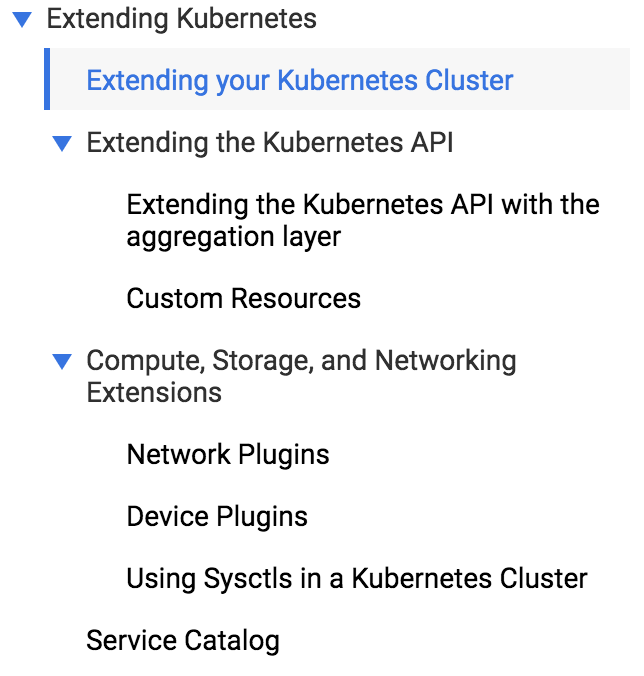 Extending Kubernetes
Extending your Kubernetes Cluster
Extending the Kubernetes API
Extending the Kubernetes API with the
aggregation layer
Custom Resources
Compute, Storage, and Networking
Extensions
Network Plugins
Device Plugins
Using Sysctls in a Kubernetes Cluster
Service Catalog